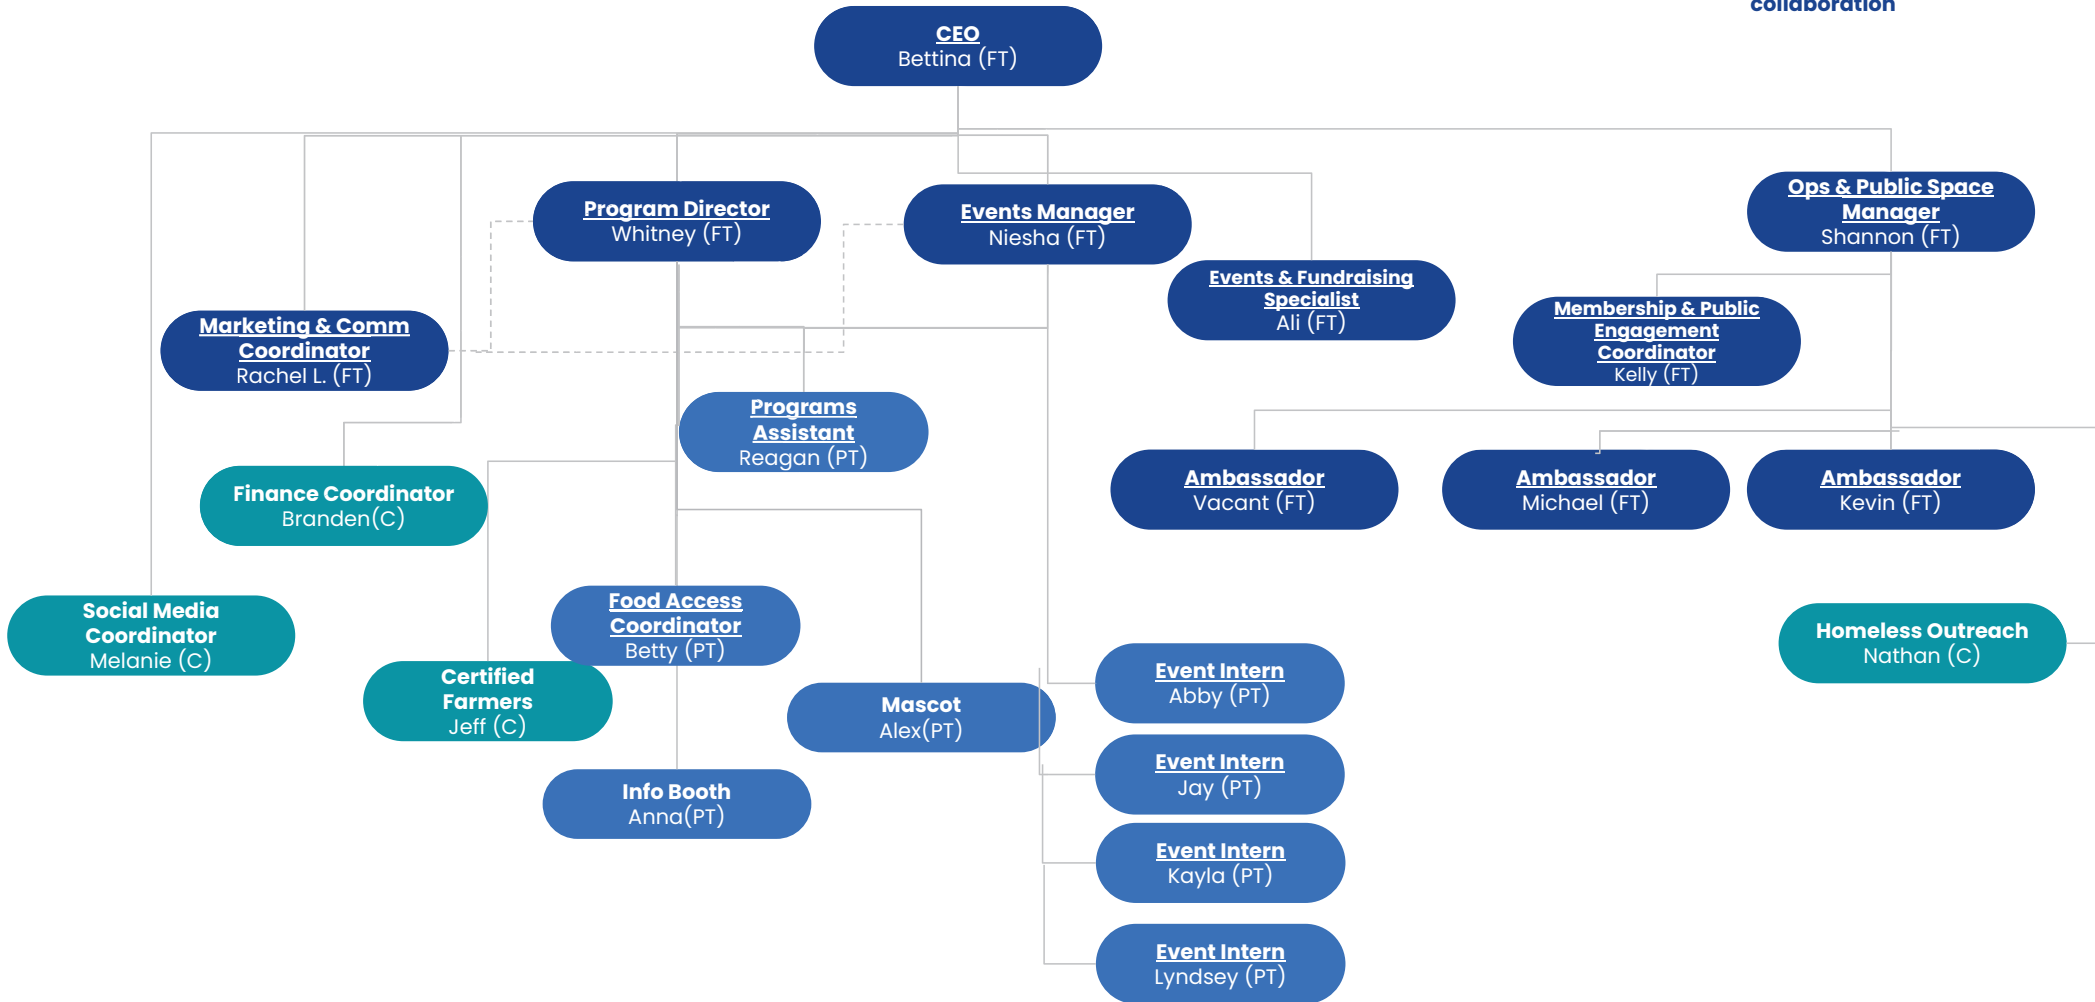 collaboration
CEO
Bettina (FT)
Program Director
Whitney (FT)
Events Manager
Niesha (FT)
Ops & Public Space
Manager
Shannon (FT)
Events & Fundraising
Specialist
Ali (FT)
Marketing & Comm
Coordinator
Rachel L. (FT)
Membership & Public
Engagement
Coordinator
Kelly (FT)
Programs
Assistant
Reagan (PT)
Finance Coordinator
Branden(C)
Ambassador
Vacant (FT)
Ambassador
Michael (FT)
Ambassador
Kevin (FT)
Social Media
Coordinator
Melanie (C)
Food Access
Coordinator
Betty (PT)
Homeless Outreach
Nathan (C)
Certified
Farmers
Jeff (C)
Mascot
Alex(PT)
Event Intern
Abby (PT)
Info Booth
Anna(PT)
Event Intern
Jay (PT)
Event Intern
Kayla (PT)
Event Intern
Lyndsey (PT)